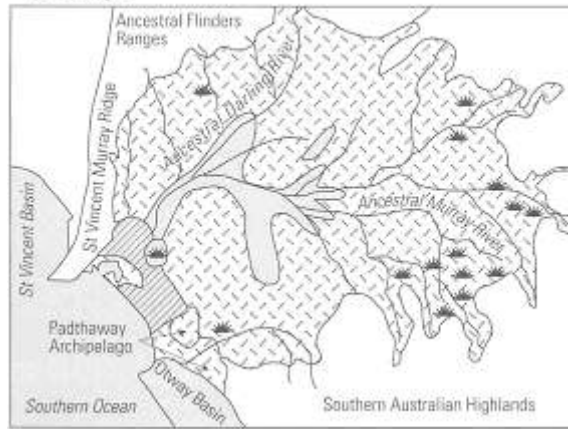 Ancestral Flinders
Ranges
Ancestral Darling River
St Vincent Murray Ridge
St Vincent Basin
Ancestral Murray
River
Padthaway
Archipelago
Otway Basin
Southern Ocean
Southern Australian Highlands